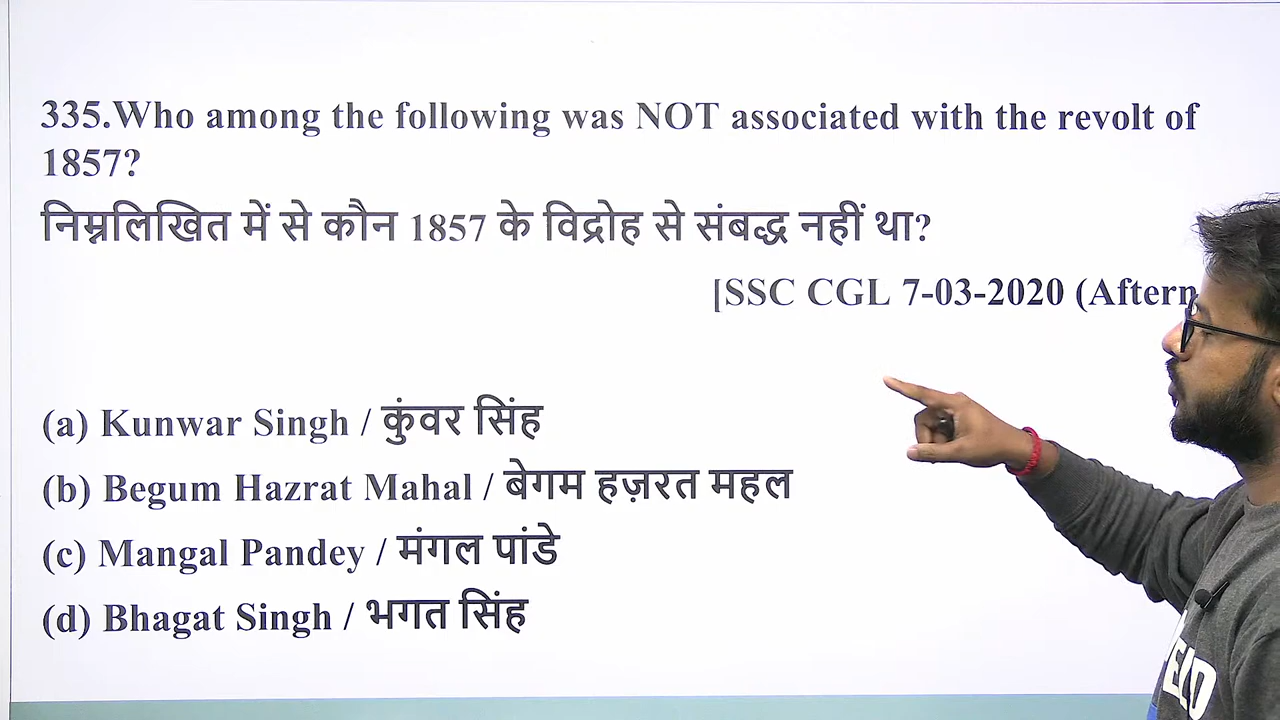 335.Who among the following was NOT associated with the revolt of
1857?
निम्नलिखित में से कौन 1857 के विद्रोह से संबद्ध नहीं था?
[SSC CGL 7-03-2020 (Aftern
(a) Kunwar Singh / कुंवर सिंह
(b) Begum Hazrat Mahal / बेगम हज़रत महल
(c) Mangal Pandey / मंगल पांडे
(d) Bhagat Singh / भगत सिंह